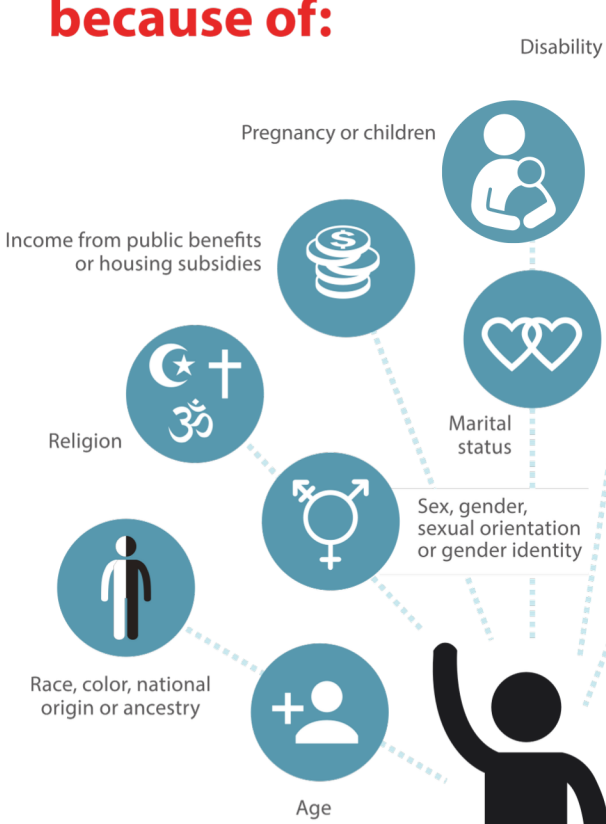 because of:
Disability
Pregnancy or children
Income from public benefits
or housing subsidies
Marital
status
Religion
Sex, gender,
sexual orientation
or gender identity
Race, color, national
origin or ancestry
Age